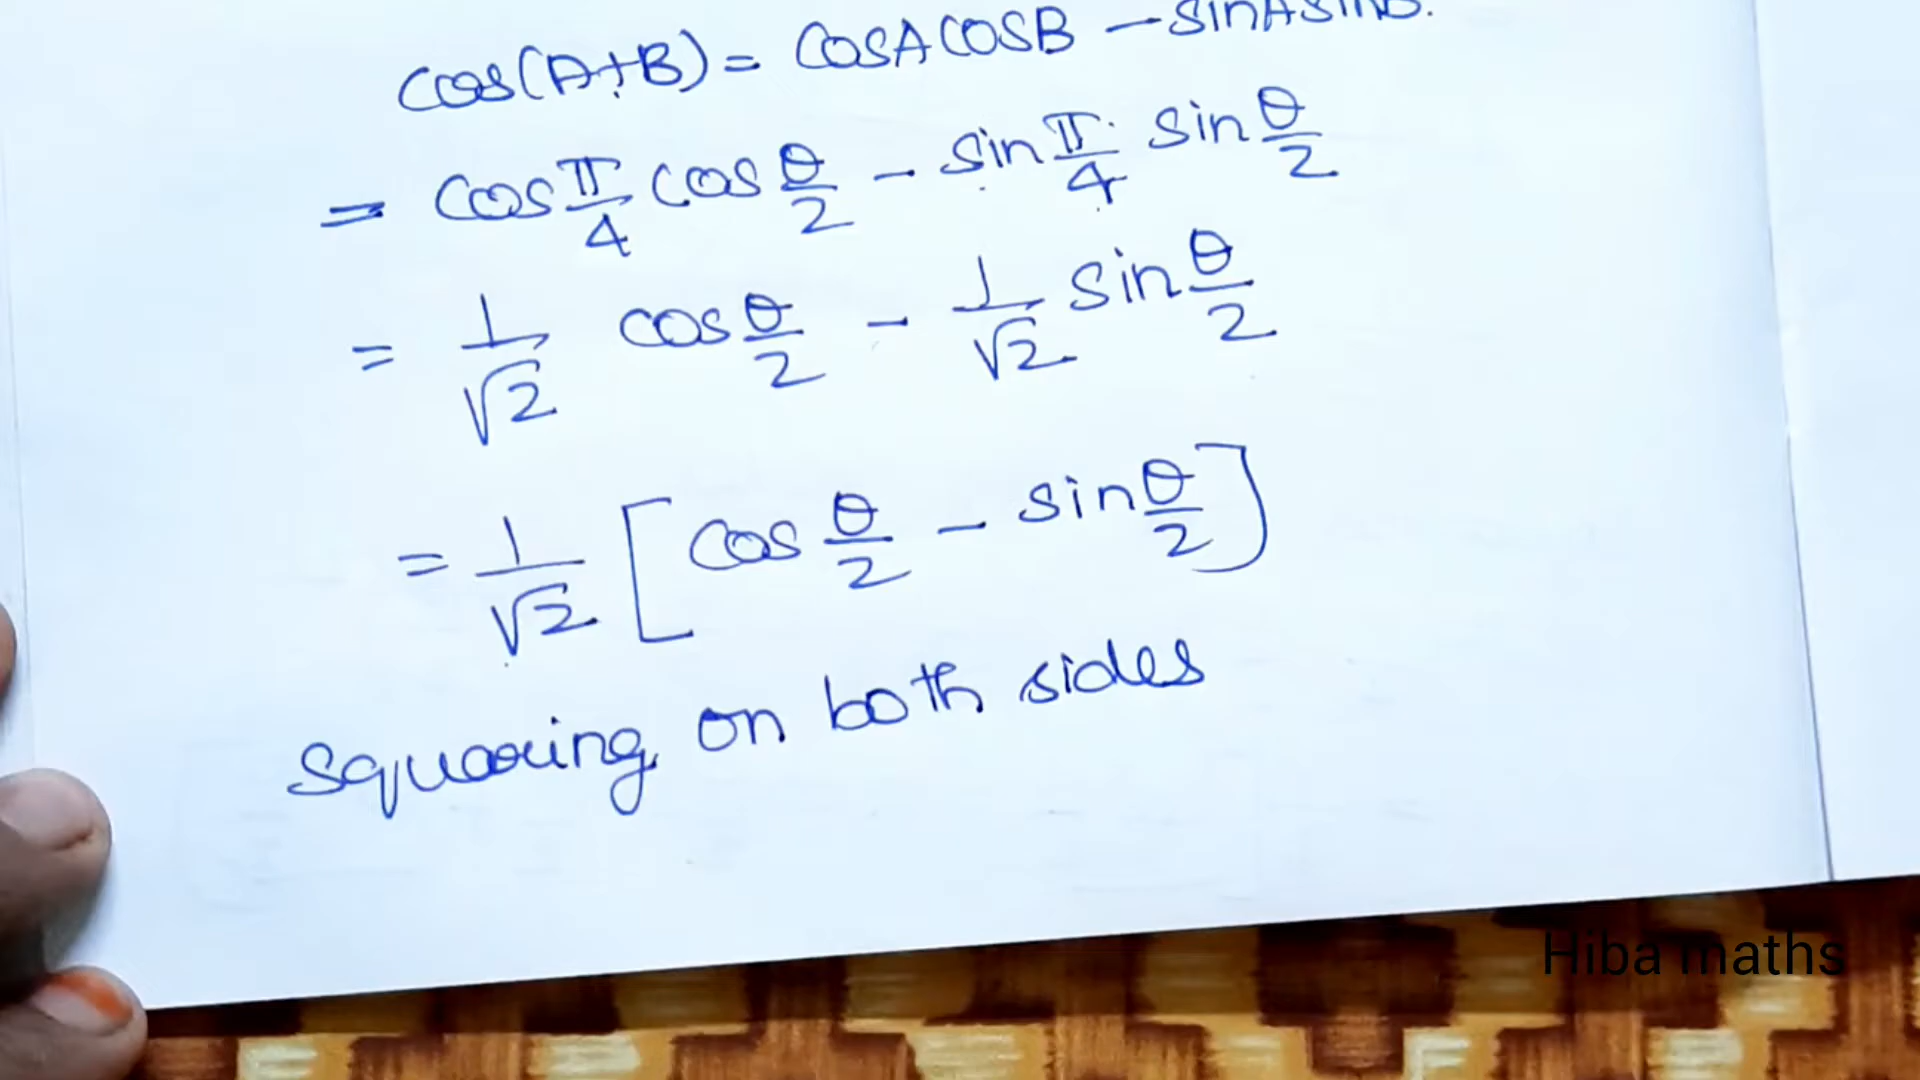 cos(A+B) = cosA cosB - sinA sinB.
= cos π/4 cos θ/2 - sin π/4 sin θ/2
= 1/√2 cos θ/2 - 1/√2 sin θ/2
= 1/√2 [cos θ/2 - sin θ/2]
squaring on both sides
Hiba maths